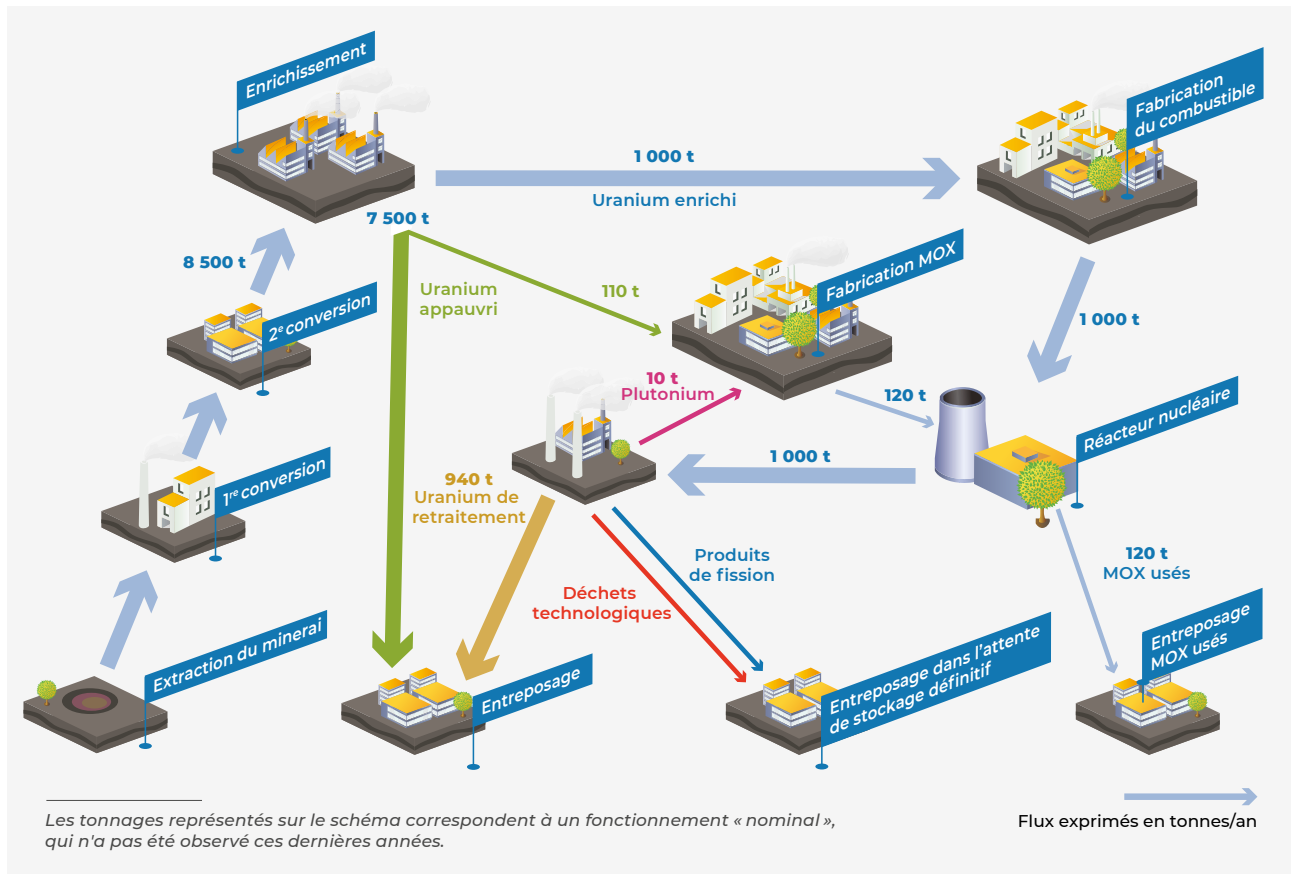 Enrichissement
Fabrication
du combustible
1 000 t
Uranium enrichi
7 500 t
8 500 t
Uranium
appauvri
110 t
Fabrication MOX
2e conversion
1 000 t
10 t
Plutonium
120 t
Réacteur nucléaire
1 000 t
1re conversion
940 t
Uranium de
retraitement
Produits
de fission
120 t
MOX usés
Déchets
technologiques
Extraction du minerai
Entreposage
Entreposage dans l'attente
de stockage définitif
Entreposage
MOX usés
Les tonnages représentés sur le schéma correspondent à un fonctionnement « nominal »,
qui n'a pas été observé ces dernières années.
Flux exprimés en tonnes/an